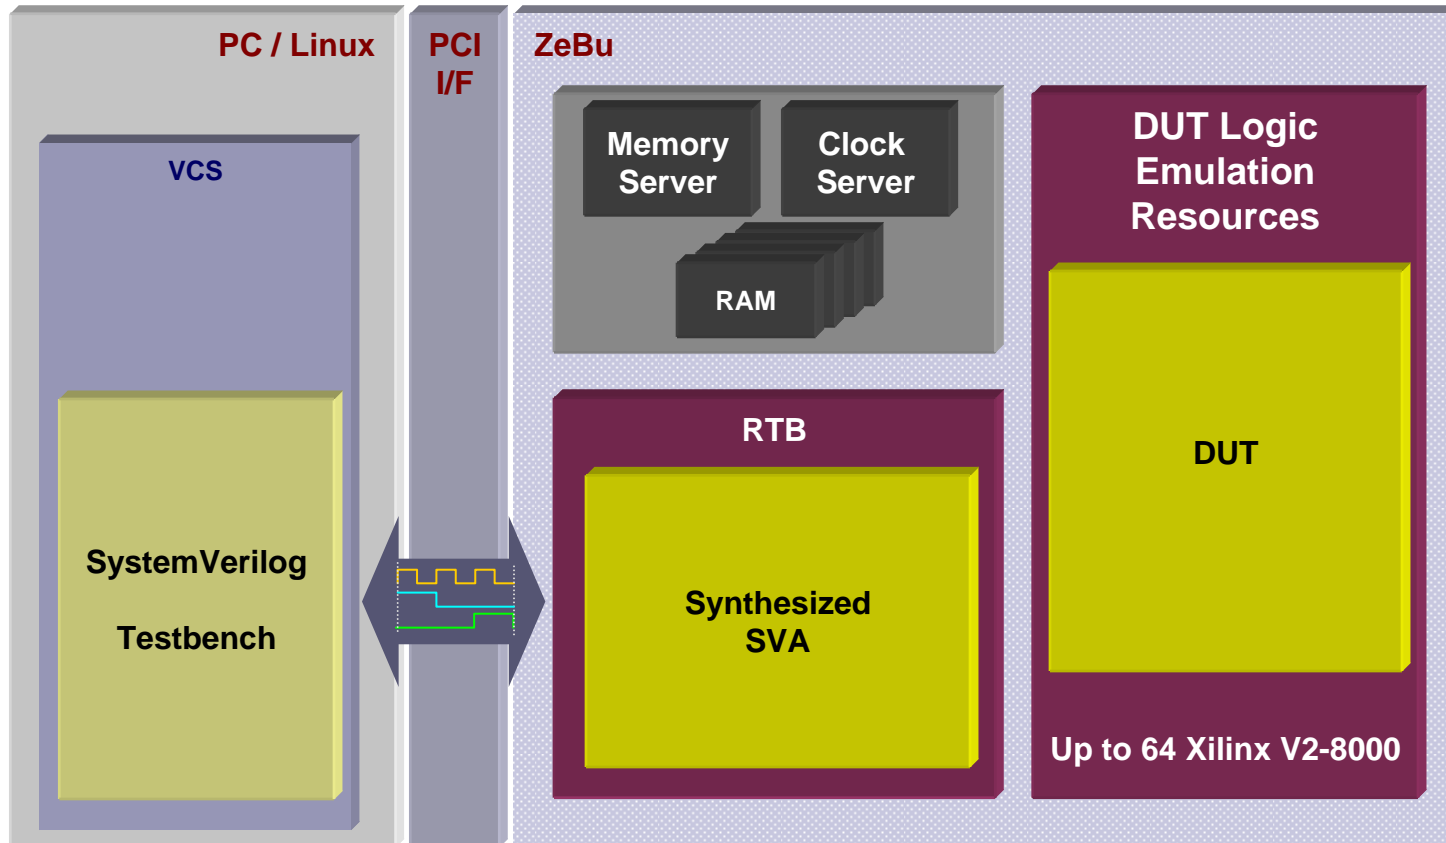 PC / Linux
PCI
I/F
ZeBu
VCS
SystemVerilog
Testbench
Memory
Server
Clock
Server
RAM
RTB
Synthesized
SVA
DUT Logic
Emulation
Resources
DUT
Up to 64 Xilinx V2-8000